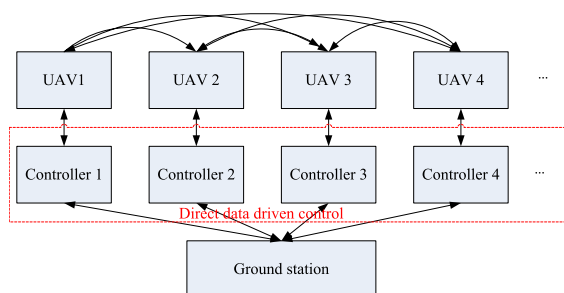 UAV1 UAV 2 UAV 3 UAV 4 ...
Controller 1 Controller 2 Controller 3 Controller 4 ...
Direct data driven control
Ground station